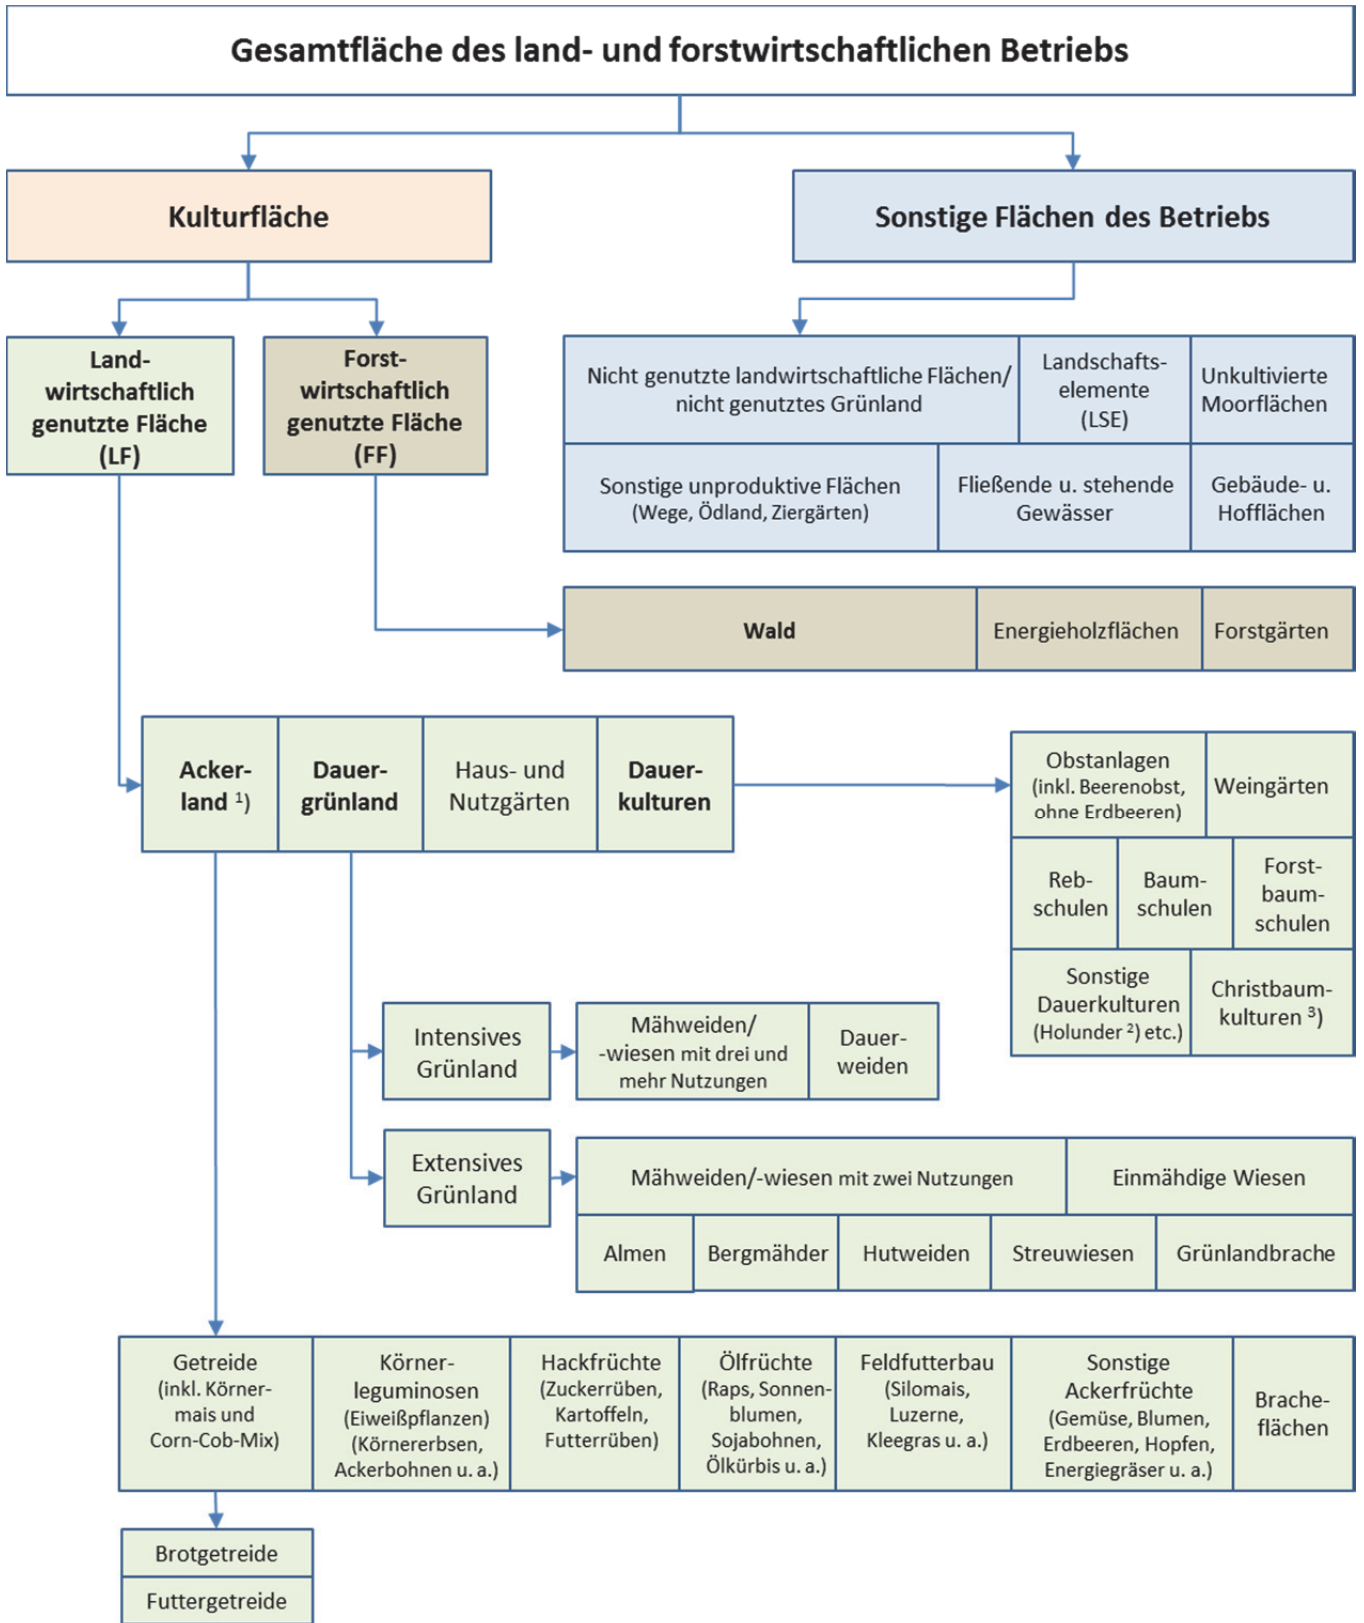 Gesamtfläche des land- und forstwirtschaftlichen Betriebs
Kulturfläche
Sonstige Flächen des Betriebs
Land-
wirtschaftlich
genutzte Fläche
(LF)
Forst-
wirtschaftlich
genutzte Fläche
(FF)
Nicht genutzte landwirtschaftliche Flächen/
nicht genutztes Grünland
Landschafts-
elemente
(LSE)
Unkultivierte
Moorflächen
Sonstige unproduktive Flächen
(Wege, Ödland, Ziergärten)
Fließende u. stehende
Gewässer
Gebäude- u.
Hofflächen
Wald
Energieholzflächen
Forstgärten
Acker-
land ¹)
Dauer-
grünland
Haus- und
Nutzgärten
Dauer-
kulturen
Obstanlagen
(inkl. Beerenobst,
ohne Erdbeeren)
Weingärten
Reb-
schulen
Baum-
schulen
Forst-
baum-
schulen
Sonstige
Dauerkulturen
(Holunder ²) etc.)
Christbaum-
kulturen ³)
Intensives
Grünland
Mähweiden/
-wiesen mit drei und
mehr Nutzungen
Dauer-
weiden
Extensives
Grünland
Mähweiden/-wiesen mit zwei Nutzungen
Einmähdige Wiesen
Almen
Bergmähder
Hutweiden
Streuwiesen
Grünlandbrache
Getreide
(inkl. Körner-
mais und
Corn-Cob-Mix)
Körner-
leguminosen
(Eiweißpflanzen)
(Körnererbsen,
Ackerbohnen u. a.)
Hackfrüchte
(Zuckerrüben,
Kartoffeln,
Futterrüben)
Ölfrüchte
(Raps, Sonnen-
blumen,
Sojabohnen,
Ölkürbis u. a.)
Feldfutterbau
(Silomais,
Luzerne,
Kleegras u. a.)
Sonstige
Ackerfrüchte
(Gemüse, Blumen,
Erdbeeren, Hopfen,
Energiegräser u. a.)
Brache-
flächen
Brotgetreide
Futtergetreide